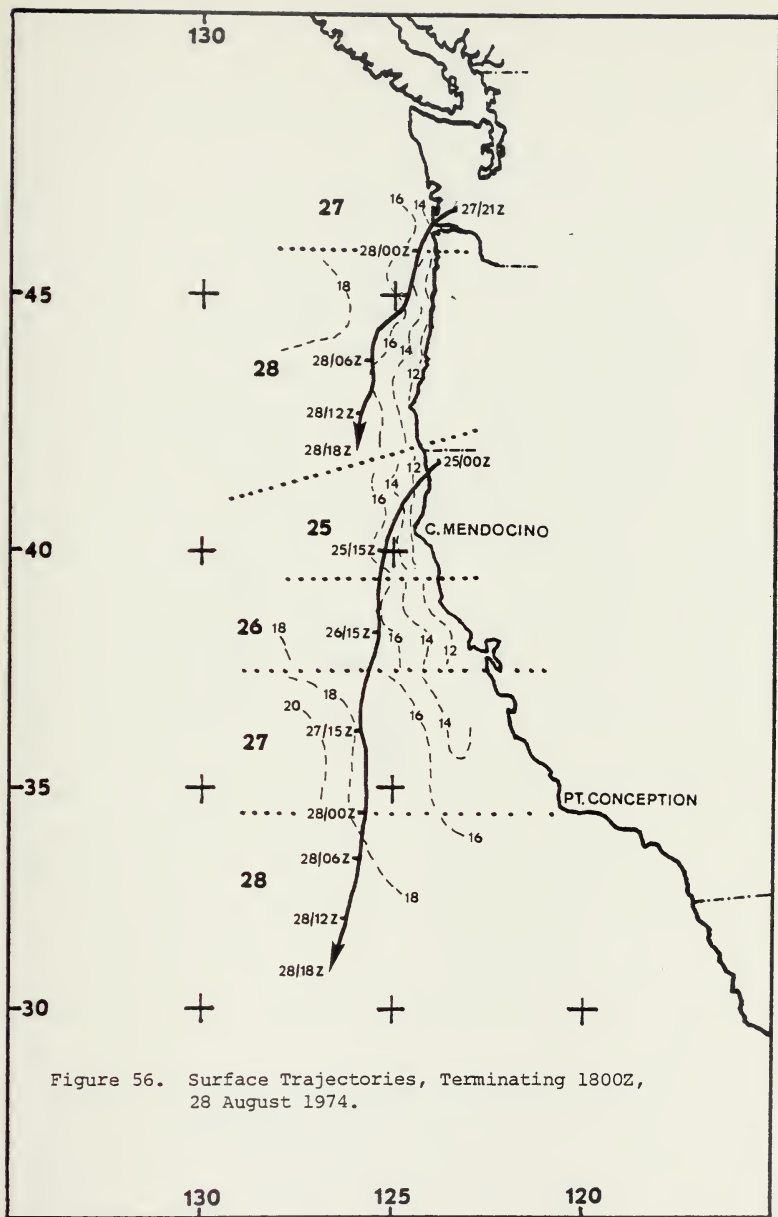 130
27
16
14
27/21Z
28/00Z
45
18
16
14
28
28/06Z
12
28/12Z
28/18Z
25/00Z
12
14
16
25
C. MENDOCINO
40
25/15Z
26
18
26/15Z
16
14
12
18
20
16
14
27
27/15Z
35
PT. CONCEPTION
28/00Z
16
28/06Z
28
18
28/12Z
28/18Z
30
Figure 56. Surface Trajectories, Terminating 1800Z,
28 August 1974.
130
125
120